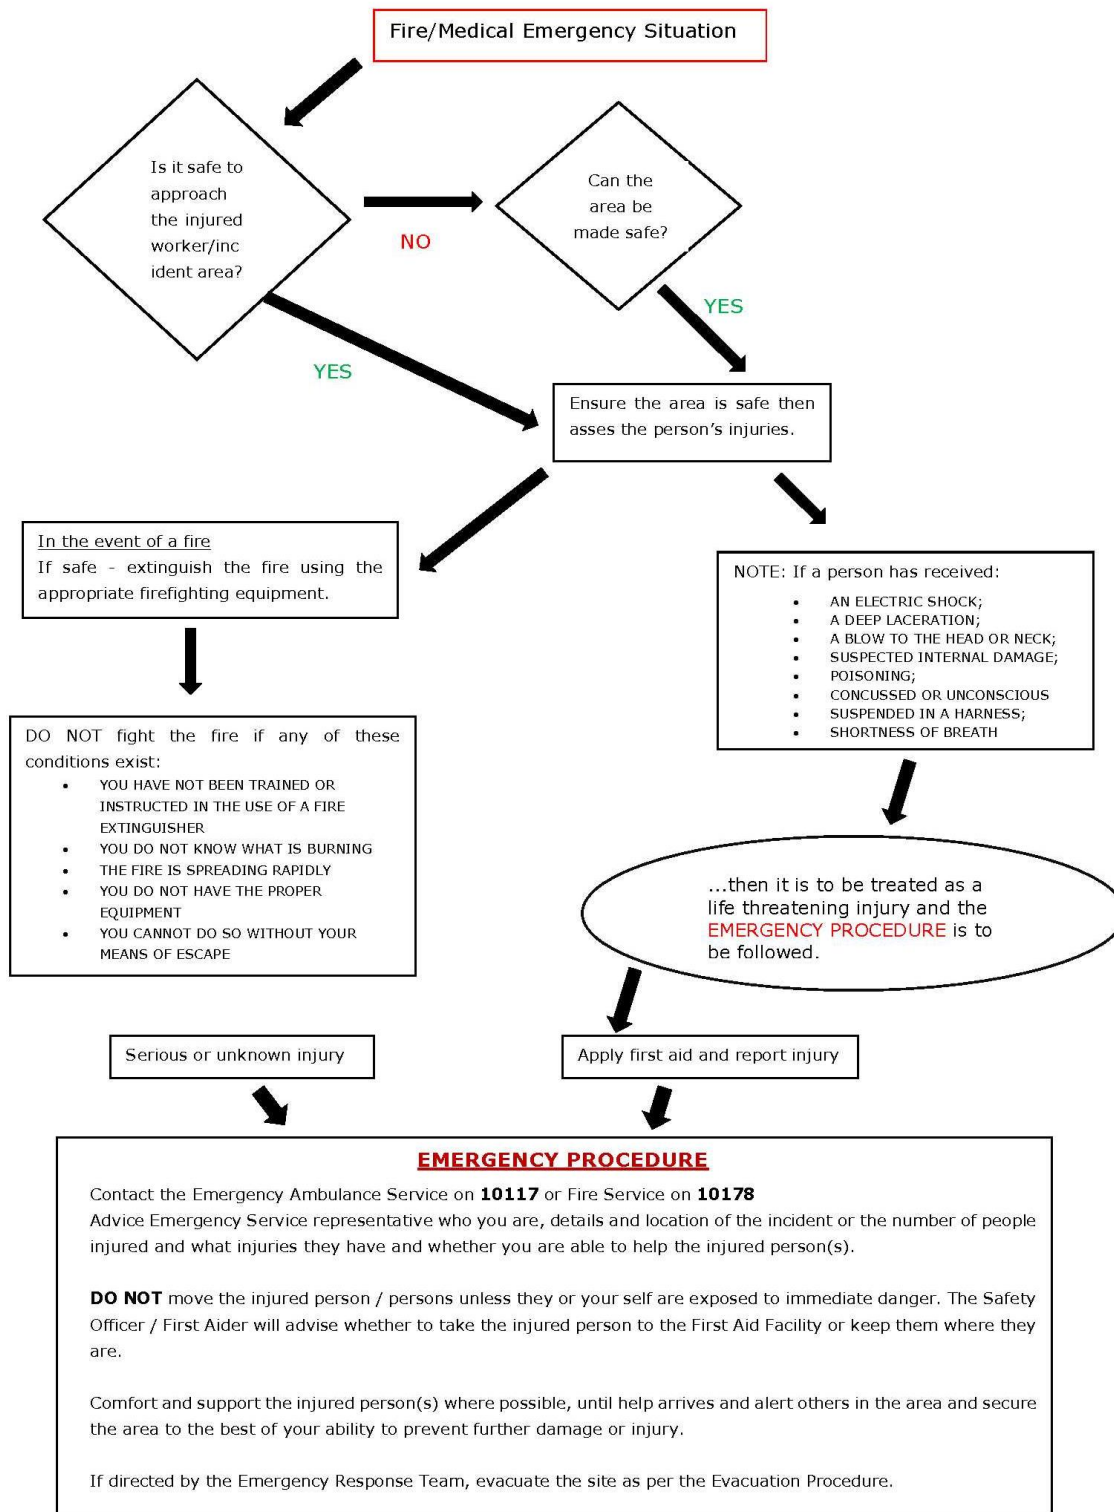 Fire/Medical Emergency Situation
Is it safe to
approach
the injured
worker/inc
ident area?
NO
Can the
area be
made safe?
YES
YES
Ensure the area is safe then
asses the person's injuries.
In the event of a fire
If safe - extinguish the fire using the
appropriate firefighting equipment.
NOTE: If a person has received:
• AN ELECTRIC SHOCK;
• A DEEP LACERATION;
• A BLOW TO THE HEAD OR NECK;
• SUSPECTED INTERNAL DAMAGE;
• POISONING;
• CONCUSSED OR UNCONSCIOUS
• SUSPENDED IN A HARNESS;
• SHORTNESS OF BREATH
DO NOT fight the fire if any of these
conditions exist:
• YOU HAVE NOT BEEN TRAINED OR
INSTRUCTED IN THE USE OF A FIRE
EXTINGUISHER
• YOU DO NOT KNOW WHAT IS BURNING
• THE FIRE IS SPREADING RAPIDLY
• YOU DO NOT HAVE THE PROPER
EQUIPMENT
• YOU CANNOT DO SO WITHOUT YOUR
MEANS OF ESCAPE
...then it is to be treated as a
life threatening injury and the
EMERGENCY PROCEDURE is to
be followed.
Serious or unknown injury
Apply first aid and report injury
EMERGENCY PROCEDURE
Contact the Emergency Ambulance Service on 10117 or Fire Service on 10178
Advice Emergency Service representative who you are, details and location of the incident or the number of people
injured and what injuries they have and whether you are able to help the injured person(s).
DO NOT move the injured person / persons unless they or your self are exposed to immediate danger. The Safety
Officer / First Aider will advise whether to take the injured person to the First Aid Facility or keep them where they
are.
Comfort and support the injured person(s) where possible, until help arrives and alert others in the area and secure
the area to the best of your ability to prevent further damage or injury.
If directed by the Emergency Response Team, evacuate the site as per the Evacuation Procedure.